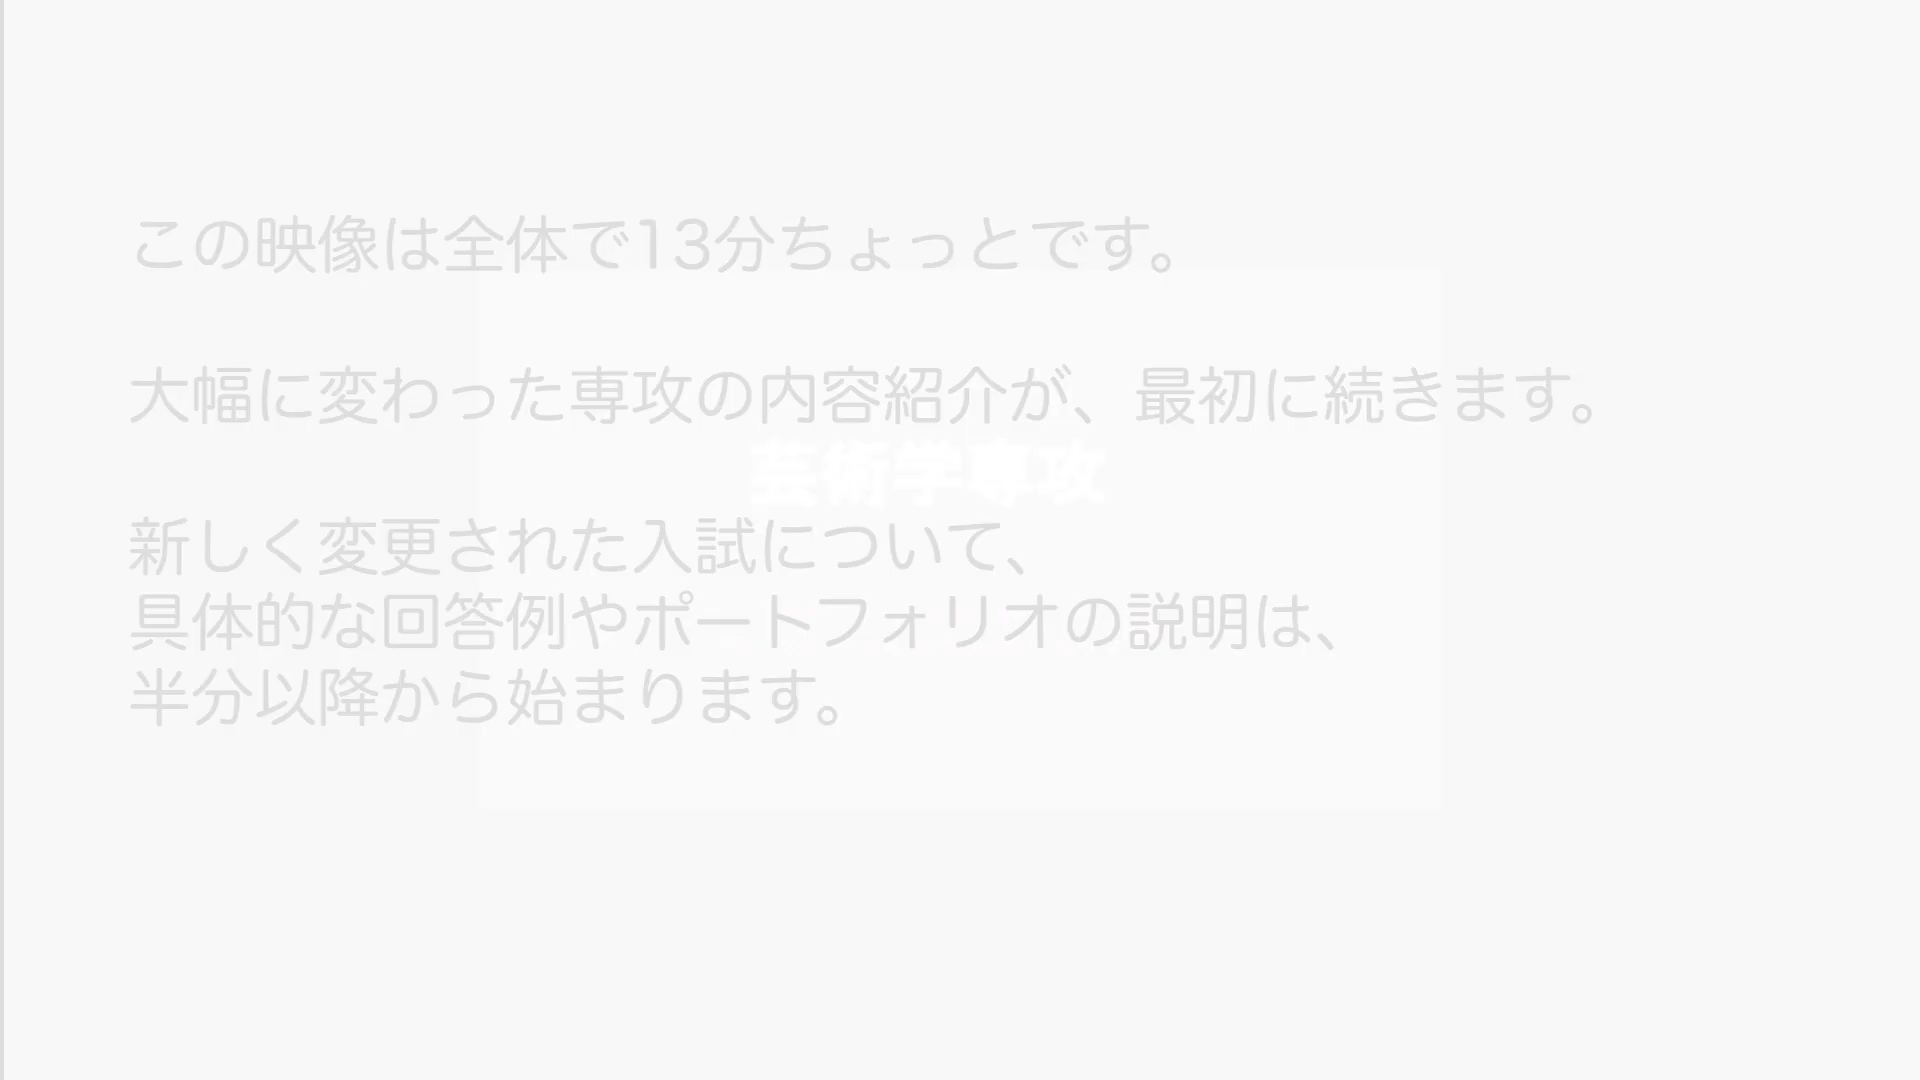 この映像は全体で13分ちょっとです。
大幅に変わった専攻の内容紹介が、最初に続きます。
芸術学専攻
新しく変更された入試について、
具体的な回答例やポートフォリオの説明は、
半分以降から始まります。